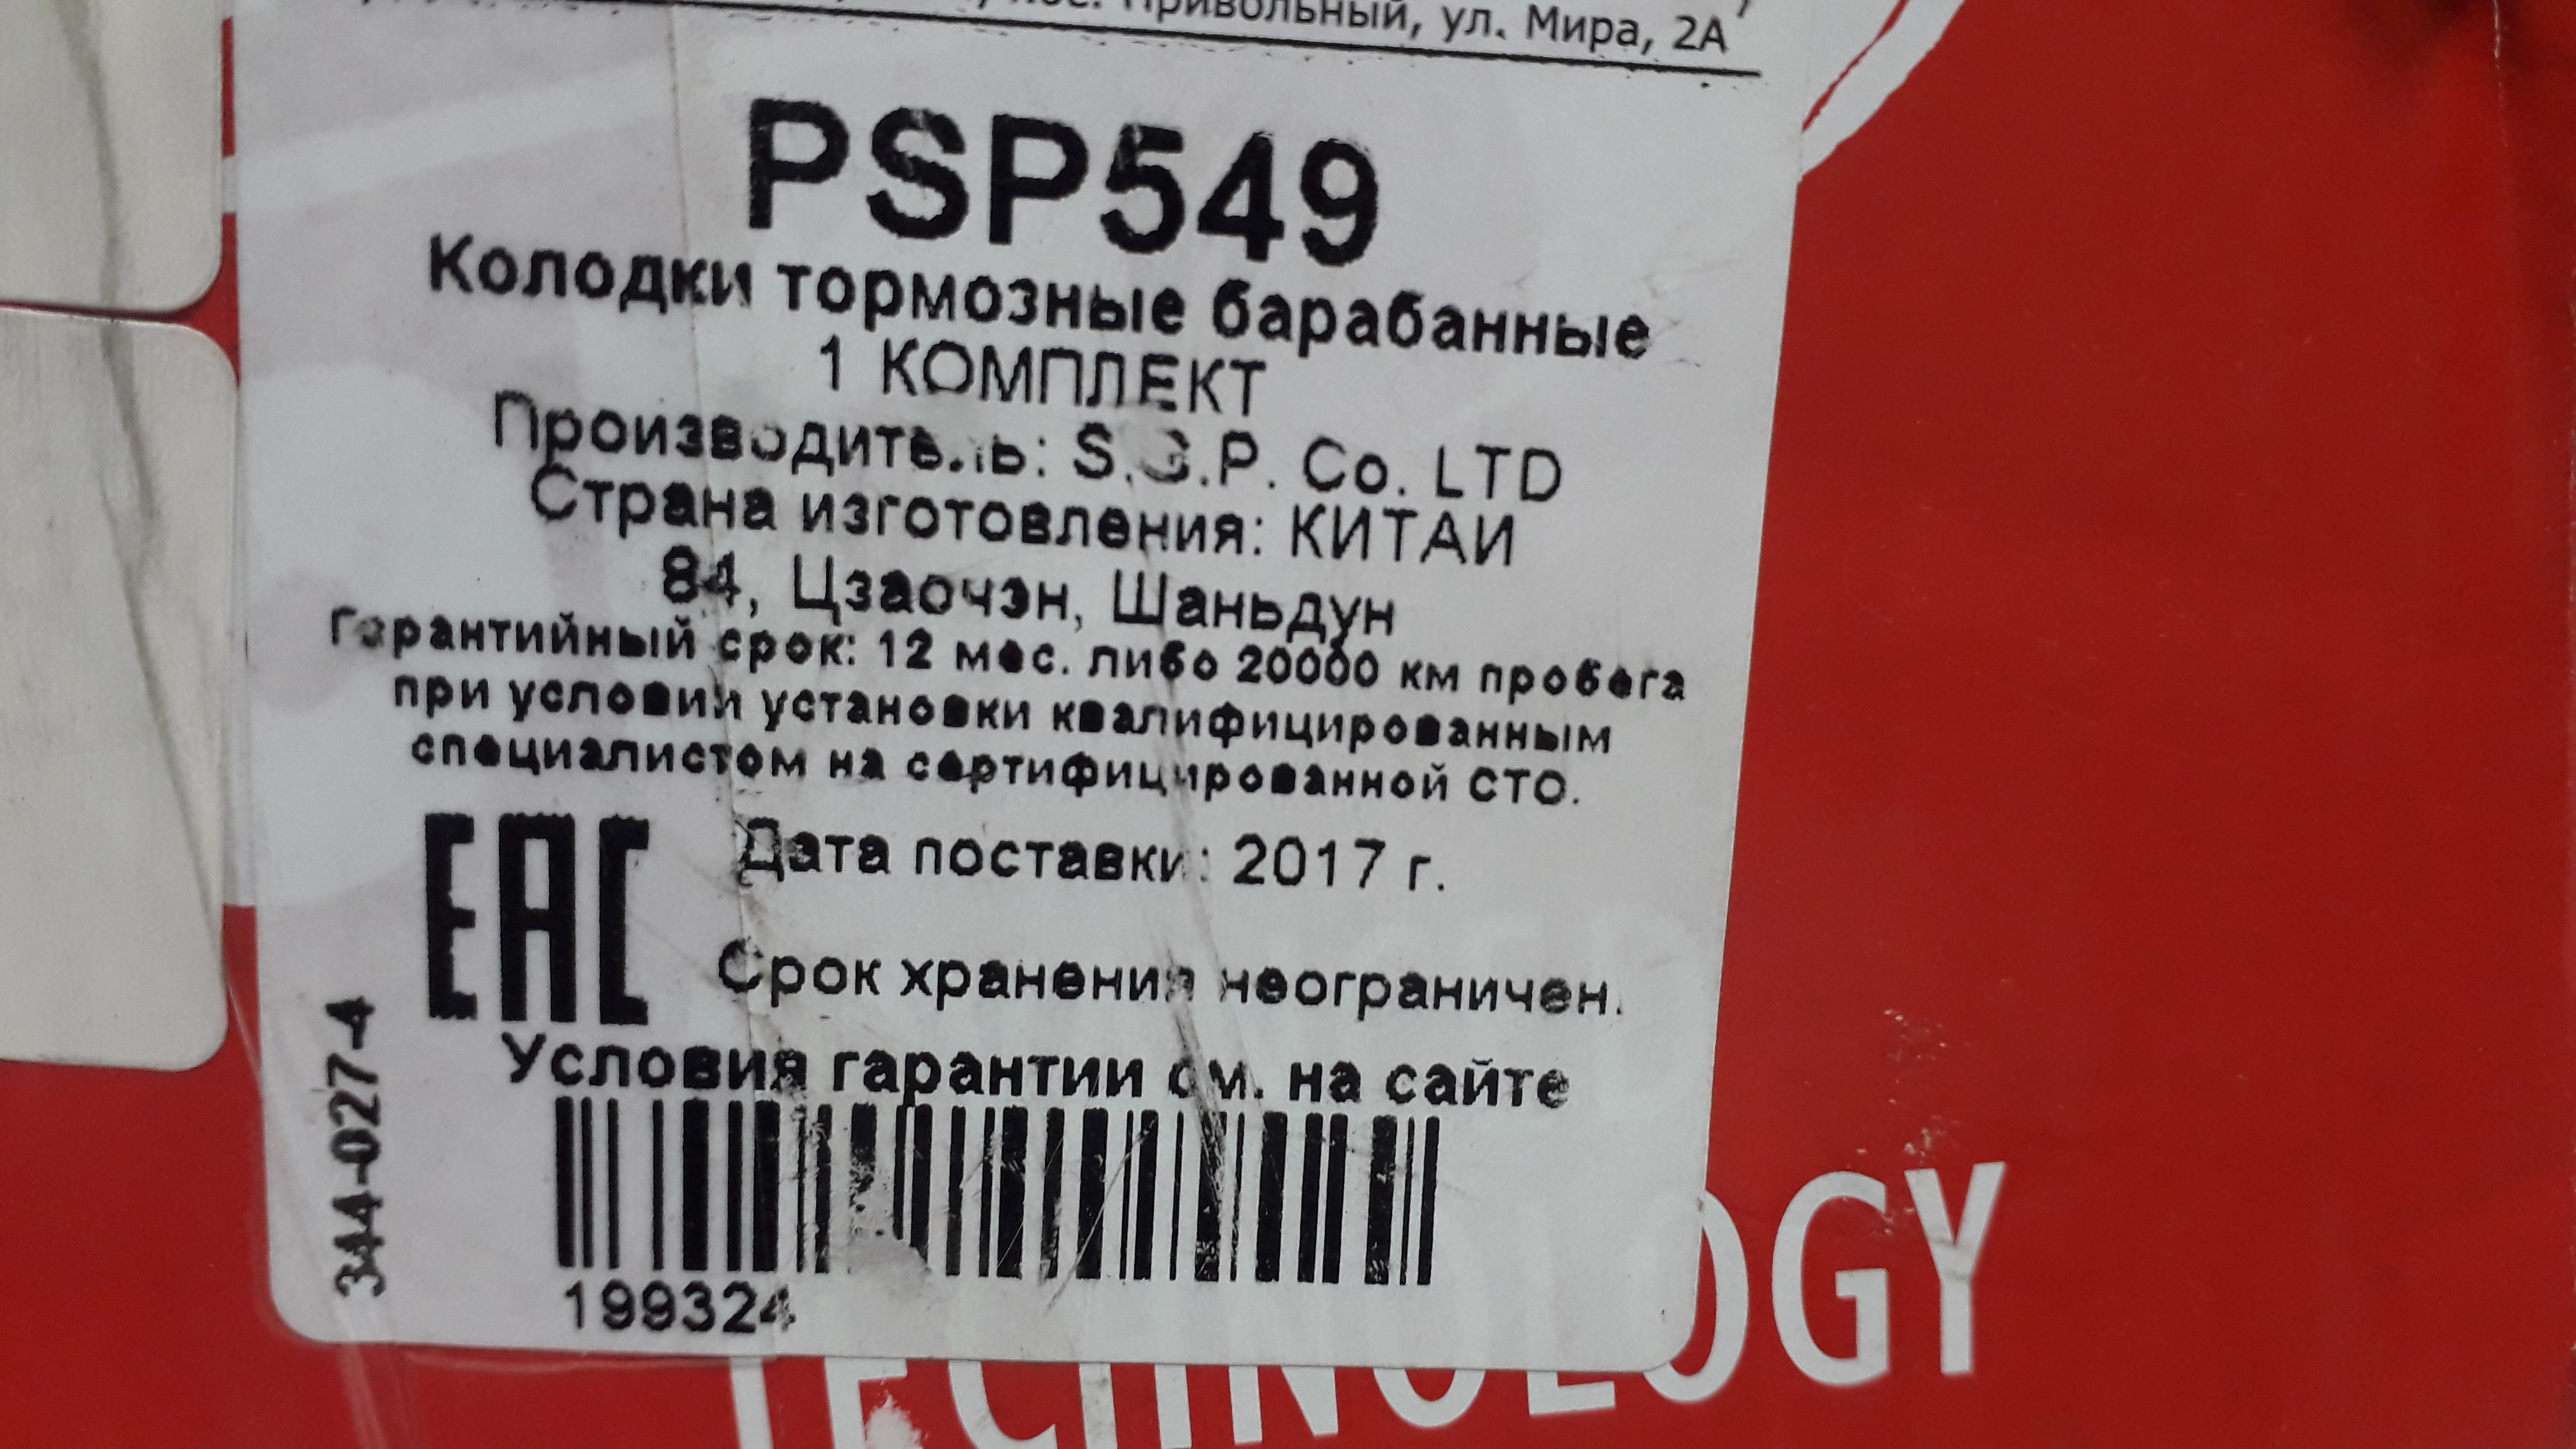 пос. Привольный, ул. Мира, 2А
PSP549
Колодки тормозные барабанные
1 КОМПЛЕКТ
Производитель: S.G.P. Co. LTD
Страна изготовления: КИТАИ
84, Цзаочэн, Шаньдун
Гарантийный срок: 12 мес. либо 20000 км пробега
при условии установки квалифицированным
специалистом на сертифицированной СТО.
EAC
Дата поставки: 2017 г.
Срок хранения неограничен.
Условия гарантии см. на сайте
344-027-4
199324
TECHNOLOGY